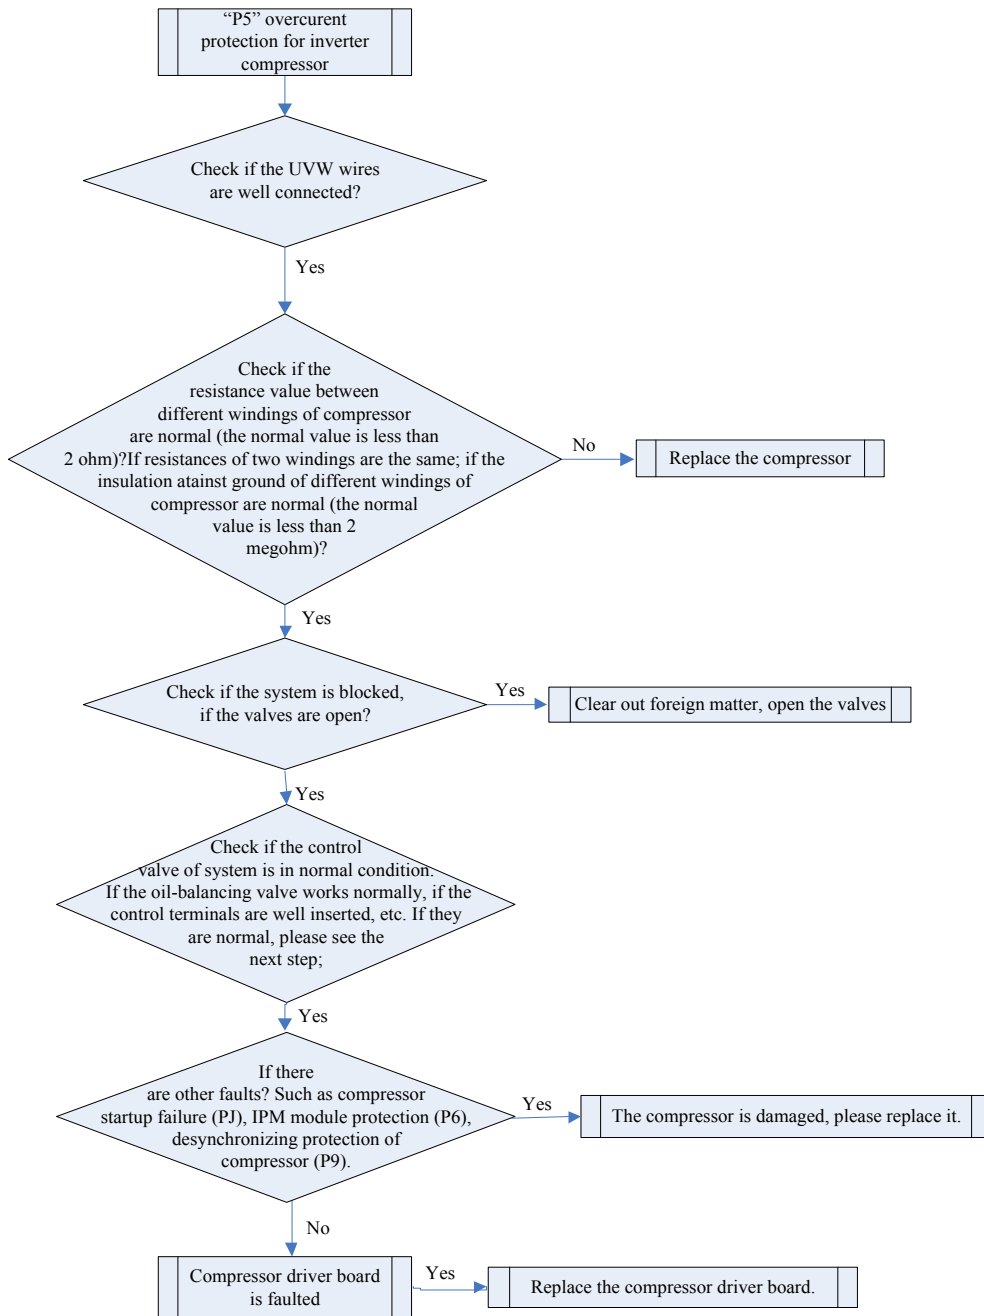 “P5” overcurent
protection for inverter
compressor
Check if the UVW wires
are well connected?
Yes
Check if the
resistance value between
different windings of compressor
are normal (the normal value is less than
2 ohm)?If resistances of two windings are the same; if the
insulation atainst ground of different windings of
compressor are normal (the normal
value is less than 2
megohm)?
No
Replace the compressor
Yes
Check if the system is blocked,
if the valves are open?
Yes
Clear out foreign matter, open the valves
Yes
Check if the control
valve of system is in normal condition.
If the oil-balancing valve works normally, if the
control terminals are well inserted, etc. If they
are normal, please see the
next step;
Yes
If there
are other faults? Such as compressor
startup failure (PJ), IPM module protection (P6),
desynchronizing protection of
compressor (P9).
Yes
The compressor is damaged, please replace it.
No
Compressor driver board
is faulted
Yes
Replace the compressor driver board.